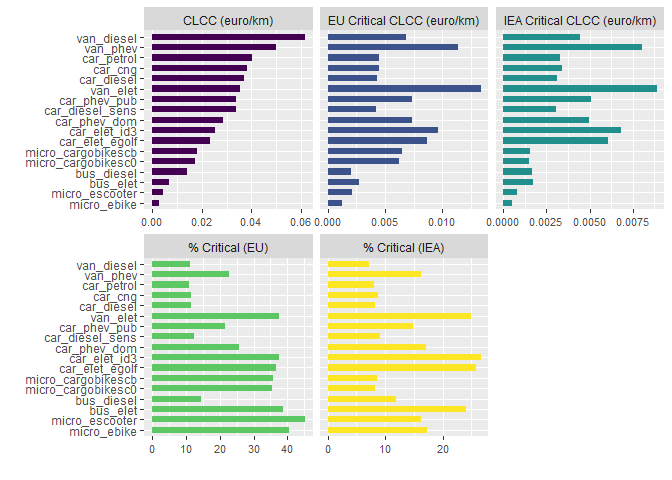 CLCC (euro/km) EU Critical CLCC (euro/km) IEA Critical CLCC (euro/km)
van_diesel
van_phev
car_petrol
car_cng
car_diesel
van_elet
car_phev_pub
car_diesel_sens
car_phev_dom
car_elet_id3
car_elet_egolf
micro_cargobikescb
micro_cargobikesc0
bus_diesel
bus_elet
micro_escooter
micro_ebike
0.00 0.02 0.04 0.06 0.000 0.005 0.010 0.0000 0.0025 0.0050 0.0075
% Critical (EU) % Critical (IEA)
van_diesel
van_phev
car_petrol
car_cng
car_diesel
van_elet
car_phev_pub
car_diesel_sens
car_phev_dom
car_elet_id3
car_elet_egolf
micro_cargobikescb
micro_cargobikesc0
bus_diesel
bus_elet
micro_escooter
micro_ebike
0 10 20 30 40 0 10 20